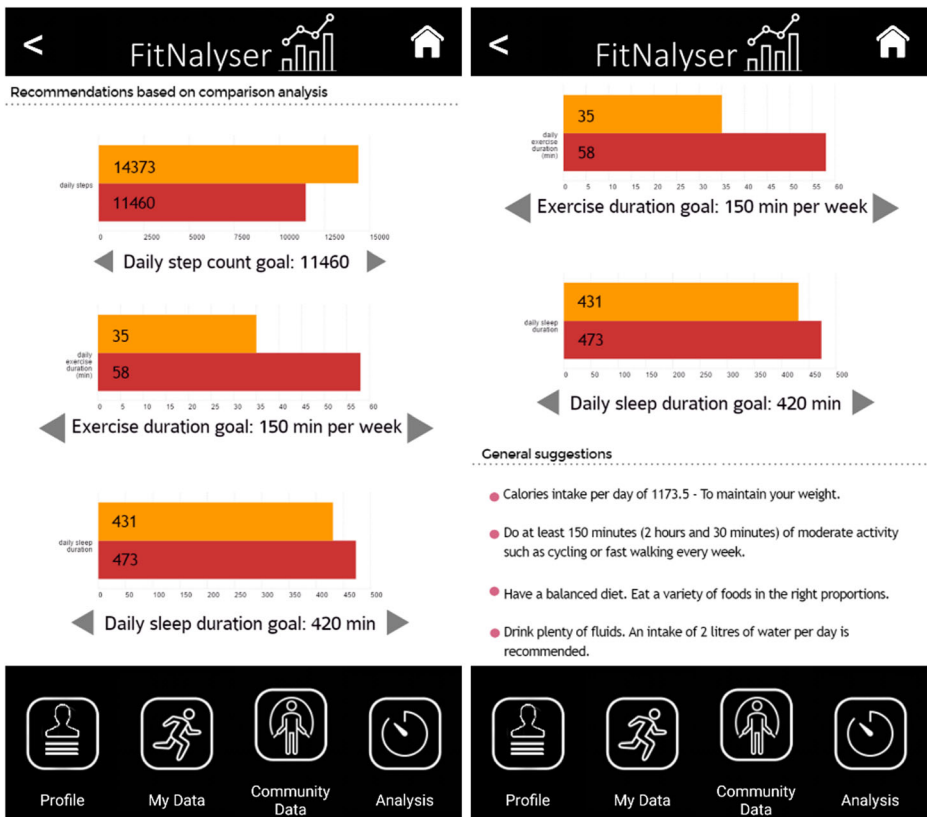 <
FitNalyser
Recommendations based on comparison analysis
14373
daily steps
11460
0 2500 5000 7500 10000 12500 15000
Daily step count goal: 11460
35
daily
exercise
duration
(min)
58
0 5 10 15 20 25 30 35 40 45 50 55 60
Exercise duration goal: 150 min per week
431
daily sleep
duration
473
0 50 100 150 200 250 300 350 400 450 500
Daily sleep duration goal: 420 min
Profile
My Data
Community
Data
Analysis
<
FitNalyser
35
daily
exercise
duration
(min)
58
0 5 10 15 20 25 30 35 40 45 50 55 60
Exercise duration goal: 150 min per week
431
daily sleep
duration
473
0 50 100 150 200 250 300 350 400 450 500
Daily sleep duration goal: 420 min
General suggestions
Calories intake per day of 1173.5 - To maintain your weight.
Do at least 150 minutes (2 hours and 30 minutes) of moderate activity
such as cycling or fast walking every week.
Have a balanced diet. Eat a variety of foods in the right proportions.
Drink plenty of fluids. An intake of 2 litres of water per day is
recommended.
Profile
My Data
Community
Data
Analysis